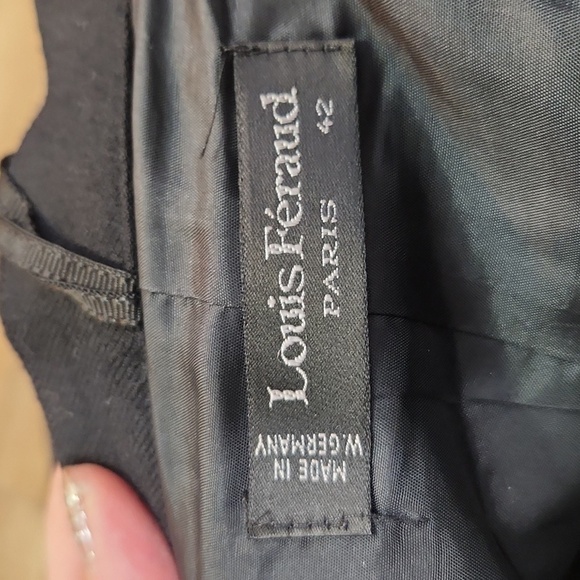 Louis Féraud
PARIS
42
MADE IN
W.GERMANY